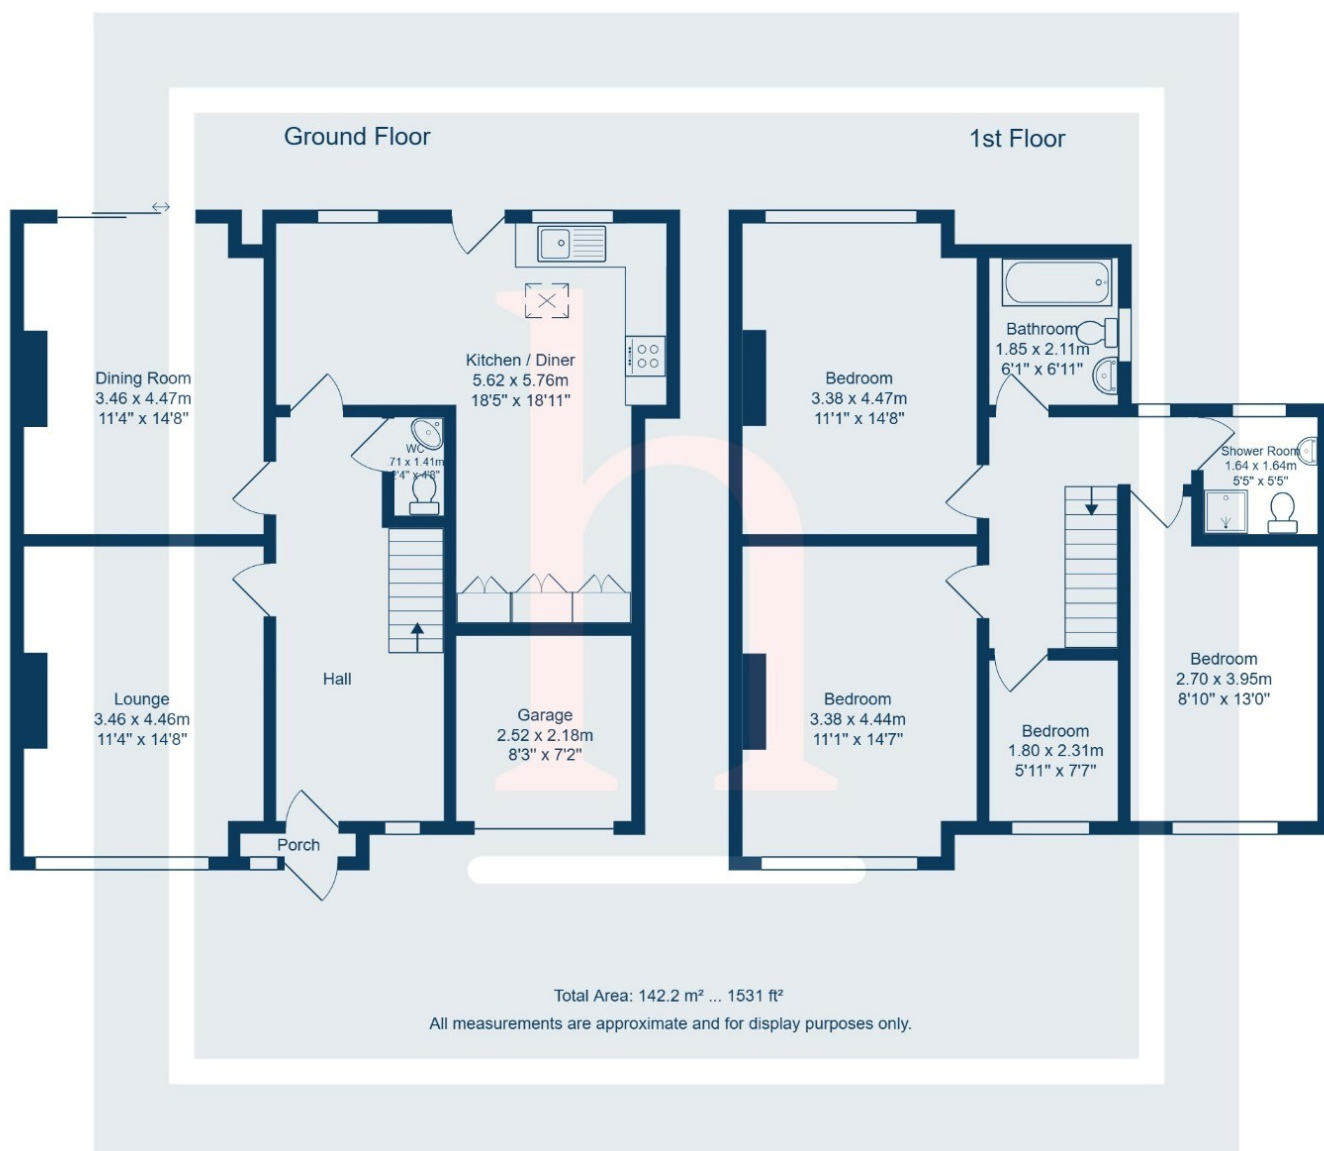 Ground Floor
1st Floor
Dining Room
3.46 x 4.47m
11'4" x 14'8"
Kitchen / Diner
5.62 x 5.76m
18'5" x 18'11"
WC
.71 x 1.41m
'4" x 4'8"
Lounge
3.46 x 4.46m
11'4" x 14'8"
Hall
Garage
2.52 x 2.18m
8'3" x 7'2"
Porch
Bedroom
3.38 x 4.47m
11'1" x 14'8"
Bathroom
1.85 x 2.11m
6'1" x 6'11"
Shower Room
1.64 x 1.64m
5'5" x 5'5"
Bedroom
3.38 x 4.44m
11'1" x 14'7"
Bedroom
1.80 x 2.31m
5'11" x 7'7"
Bedroom
2.70 x 3.95m
8'10" x 13'0"
h
Total Area: 142.2 m² ... 1531 ft²
All measurements are approximate and for display purposes only.